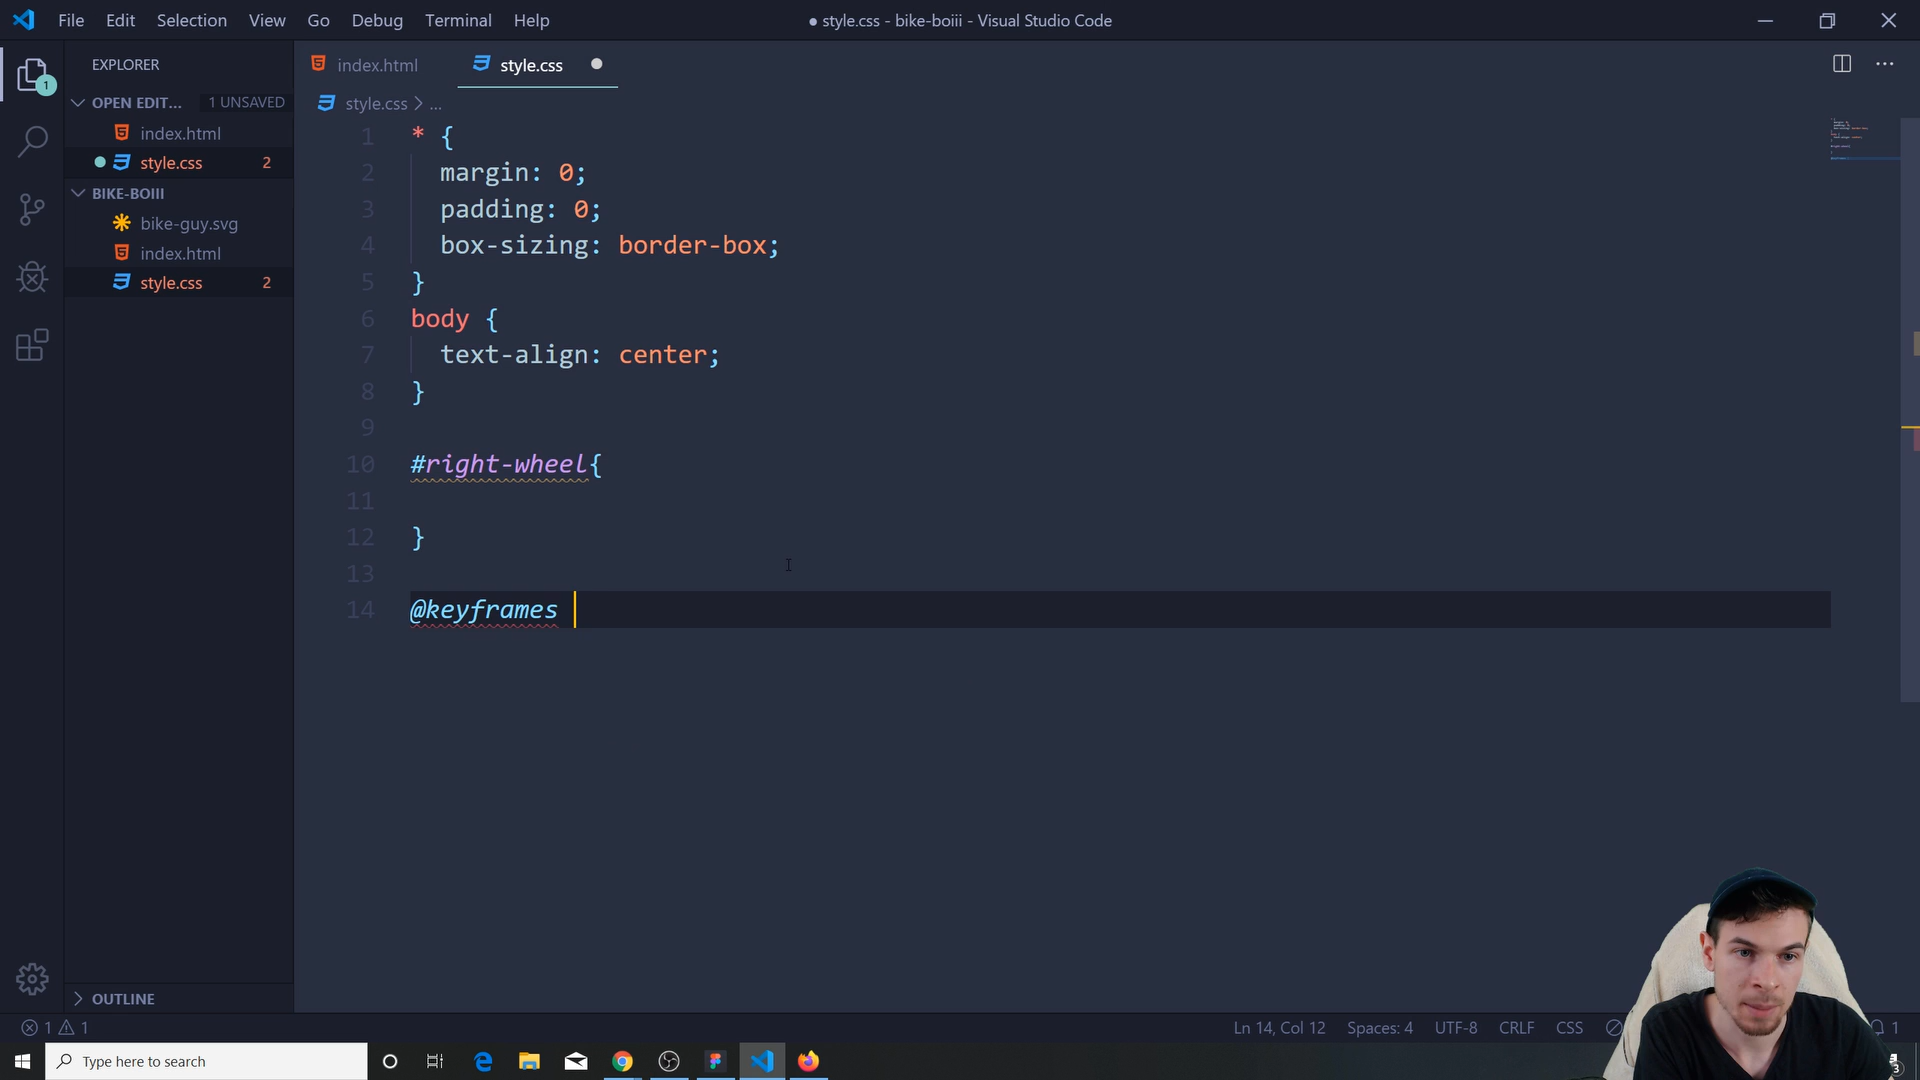 File Edit Selection View Go Debug Terminal Help
● style.css - bike-boiii - Visual Studio Code
EXPLORER
OPEN EDIT... 1 UNSAVED
index.html
style.css 2
BIKE-BOIII
bike-guy.svg
index.html
style.css 2
OUTLINE
index.html
style.css
style.css > ...
1 * {
2 margin: 0;
3 padding: 0;
4 box-sizing: border-box;
5 }
6 body {
7 text-align: center;
8 }
9
10 #right-wheel{
11
12 }
13
14 @keyframes
1
1 1
Ln 14, Col 12 Spaces: 4 UTF-8 CRLF CSS
1
Type here to search
3